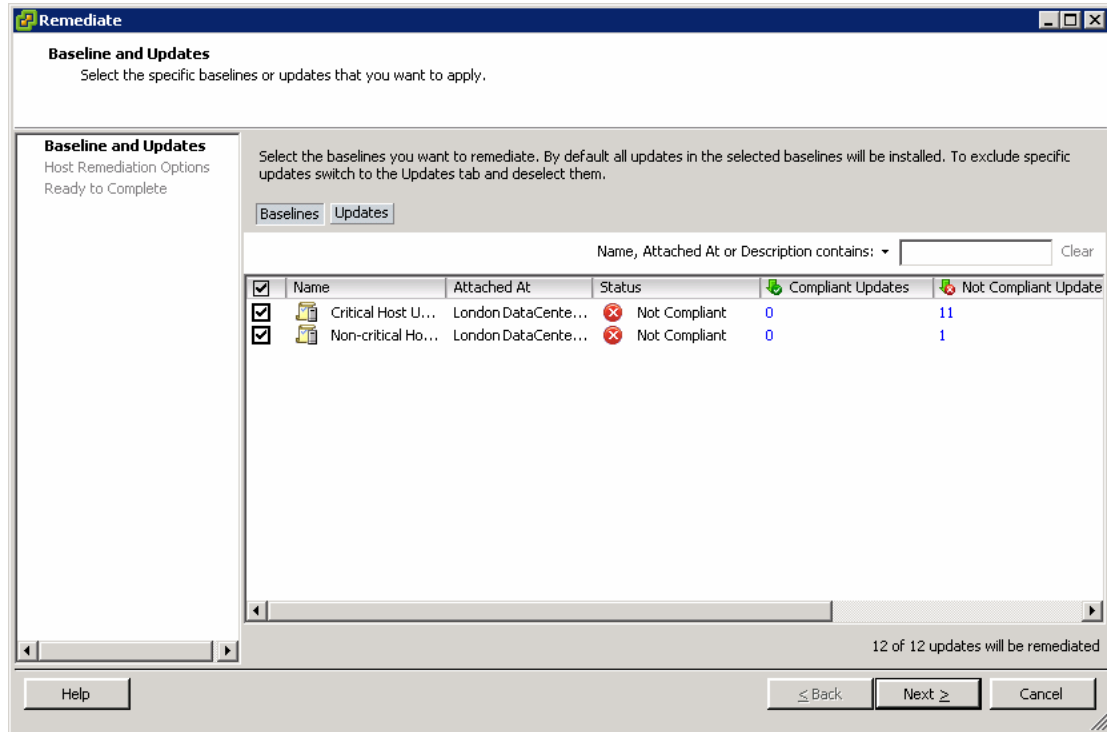 Remediate
Baseline and Updates
Select the specific baselines or updates that you want to apply.
Baseline and Updates
Host Remediation Options
Ready to Complete
Select the baselines you want to remediate. By default all updates in the selected baselines will be installed. To exclude specific
updates switch to the Updates tab and deselect them.
Baselines Updates
Name, Attached At or Description contains: Clear
Name Attached At Status Compliant Updates Not Compliant Update
Critical Host U... London DataCente... Not Compliant 0 11
Non-critical Ho... London DataCente... Not Compliant 0 1
12 of 12 updates will be remediated
Help ≤ Back Next ≥ Cancel